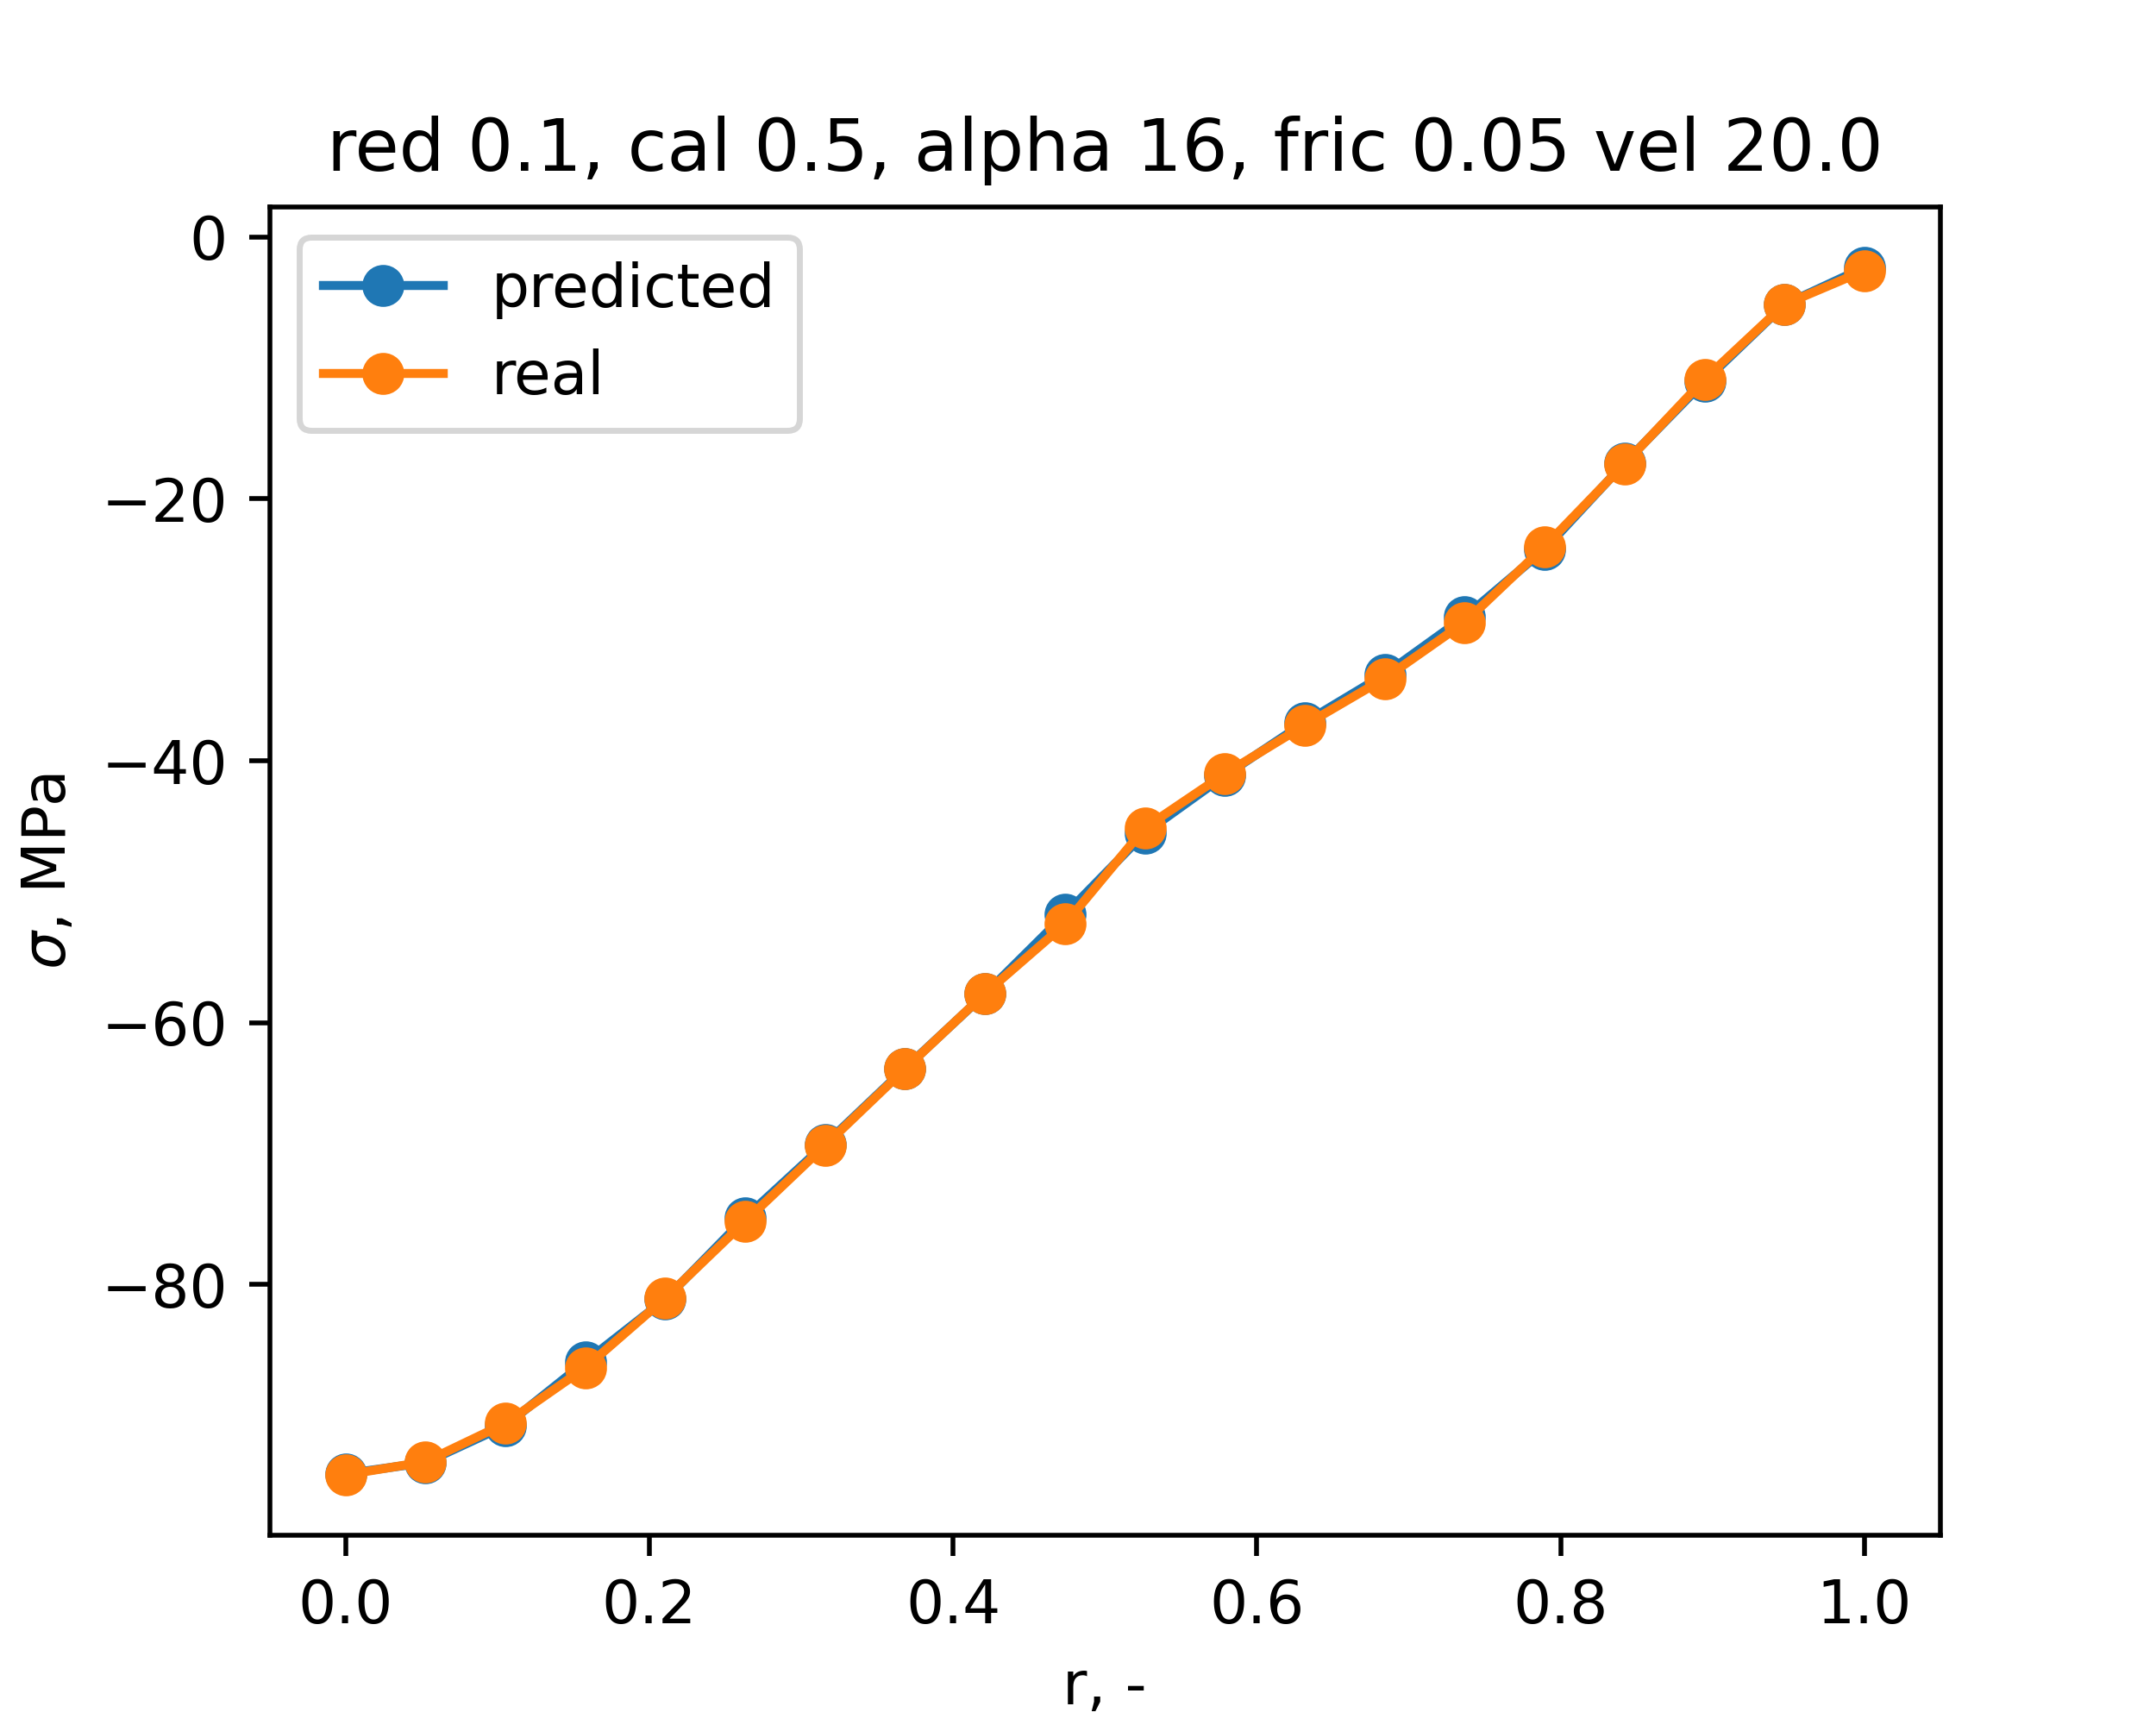 red 0.1, cal 0.5, alpha 16, fric 0.05 vel 20.0
predicted
real
0
−20
−40
−60
−80
σ, MPa
0.0 0.2 0.4 0.6 0.8 1.0
r, -